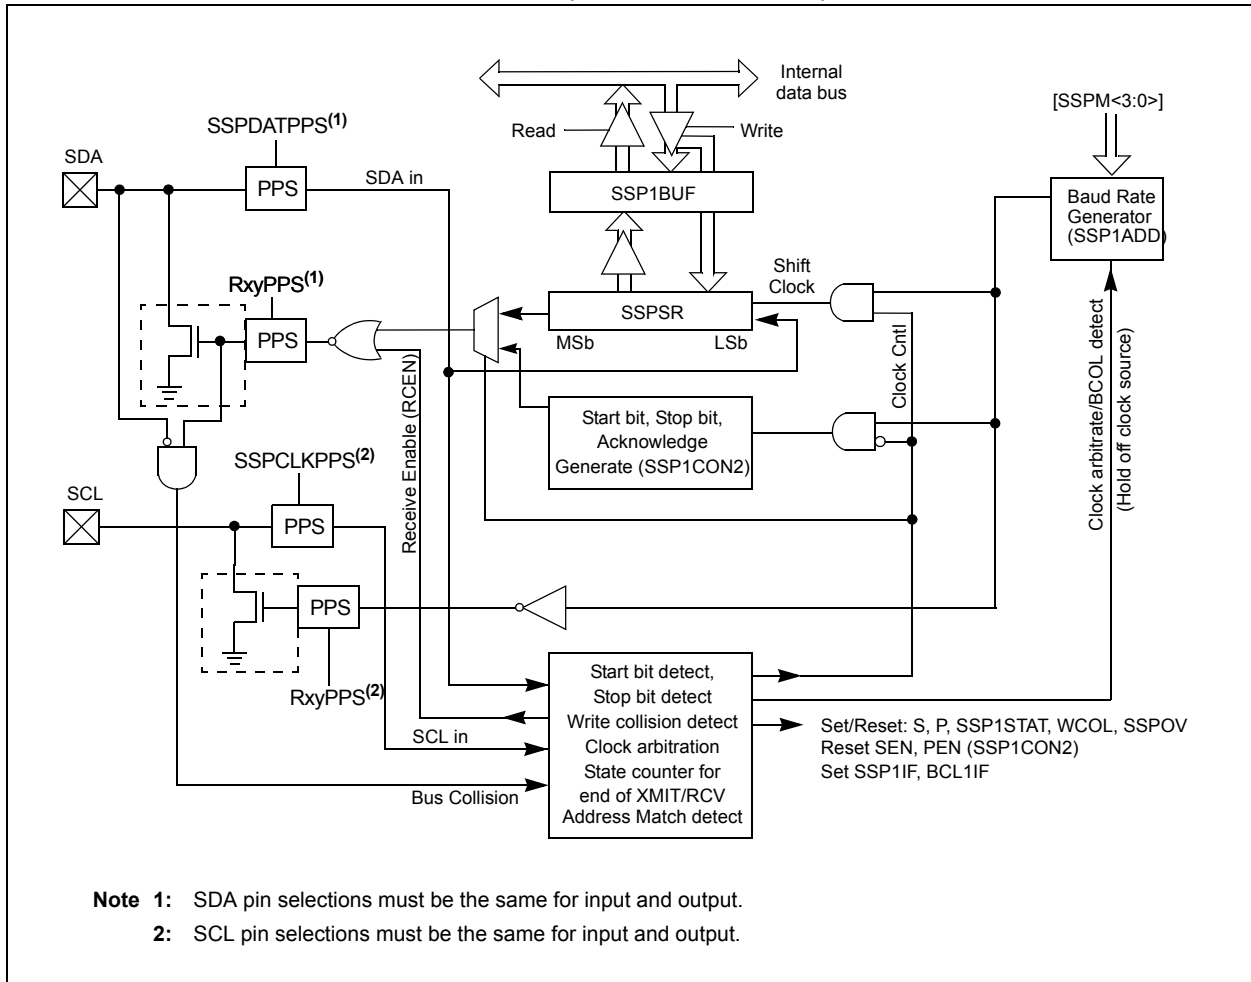 Internal
data bus
[SSPM<3:0>]
SSPDATPPS(1)
Read
Write
SDA
SDA in
PPS
SSP1BUF
Baud Rate
Generator
(SSP1ADD)
RxyPPS(1)
Shift
Clock
PPS
SSPSR
MSb
LSb
Clock Cntl
Receive Enable (RCEN)
Clock arbitrate/BCOL detect
(Hold off clock source)
Start bit, Stop bit,
Acknowledge
Generate (SSP1CON2)
SSPCLKPPS(2)
SCL
PPS
PPS
RxyPPS(2)
SCL in
Bus Collision
Start bit detect,
Stop bit detect
Write collision detect
Clock arbitration
State counter for
end of XMIT/RCV
Address Match detect
Set/Reset: S, P, SSP1STAT, WCOL, SSPOV
Reset SEN, PEN (SSP1CON2)
Set SSP1IF, BCL1IF
Note 1: SDA pin selections must be the same for input and output.
2: SCL pin selections must be the same for input and output.